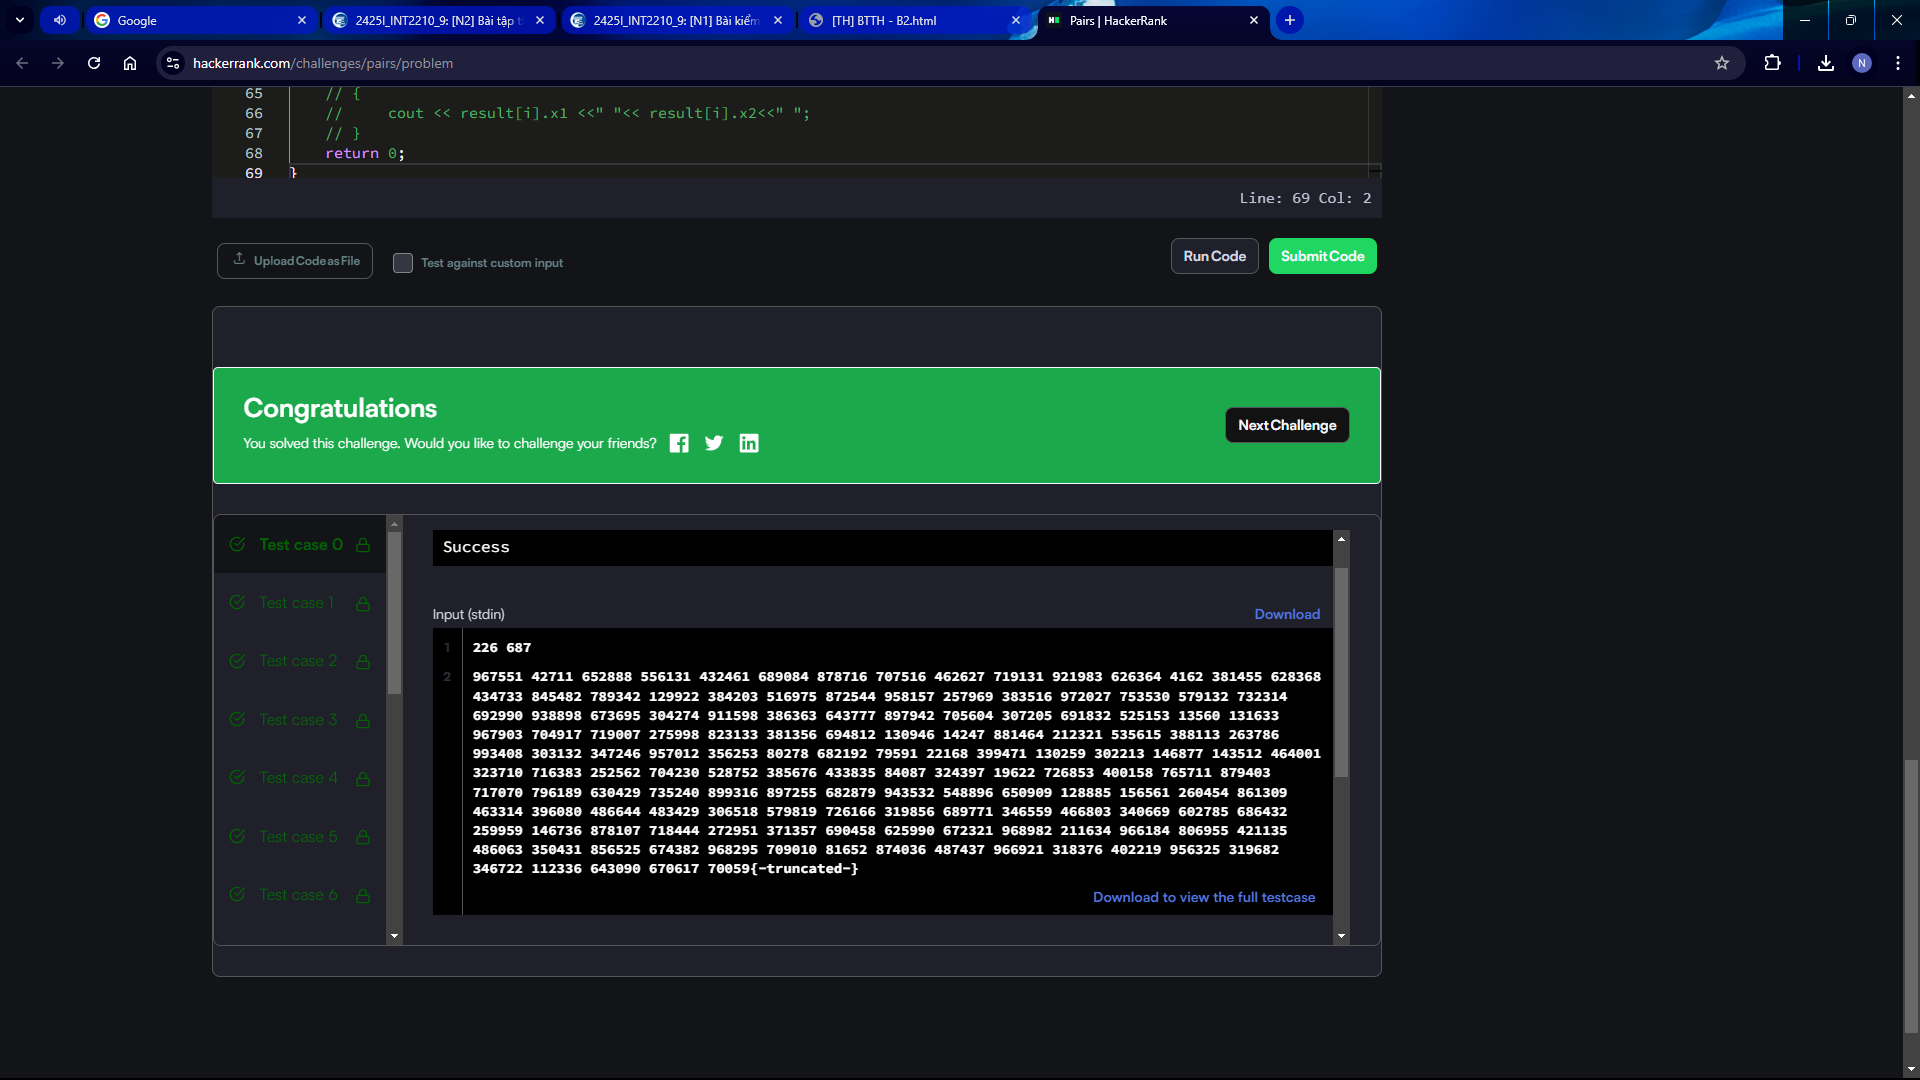 Google
2425I_INT2210_9: [N2] Bài tập t
2425I_INT2210_9: [N1] Bài kiểm
[TH] BTTH - B2.html
Pairs | HackerRank
hackerrank.com/challenges/pairs/problem
N
65 // {
66 //     cout << result[i].x1 <<" "<< result[i].x2<<" ";
67 // }
68 return 0;
69 }
Line: 69 Col: 2
Upload Code as File
Test against custom input
Run Code
Submit Code
Congratulations
You solved this challenge. Would you like to challenge your friends?
Next Challenge
Test case 0
Test case 1
Test case 2
Test case 3
Test case 4
Test case 5
Test case 6
Success
Input (stdin)
Download
1 226 687
2 967551 42711 652888 556131 432461 689084 878716 707516 462627 719131 921983 626364 4162 381455 628368
434733 845482 789342 129922 384203 516975 872544 958157 257969 383516 972027 753530 579132 732314
692990 938898 673695 304274 911598 386363 643777 897942 705604 307205 691832 525153 13560 131633
967903 704917 719007 275998 823133 381356 694812 130946 14247 881464 212321 535615 388113 263786
993408 303132 347246 957012 356253 80278 682192 79591 22168 399471 130259 302213 146877 143512 464001
323710 716383 252562 704230 528752 385676 433835 84087 324397 19622 726853 400158 765711 879403
717070 796189 630429 735240 899316 897255 682879 943532 548896 650909 128885 156561 260454 861309
463314 396080 486644 483429 306518 579819 726166 319856 689771 346559 466803 340669 602785 686432
259959 146736 878107 718444 272951 371357 690458 625990 672321 968982 211634 966184 806955 421135
486063 350431 856525 674382 968295 709010 81652 874036 487437 966921 318376 402219 956325 319682
346722 112336 643090 670617 70059{-truncated-}
Download to view the full testcase